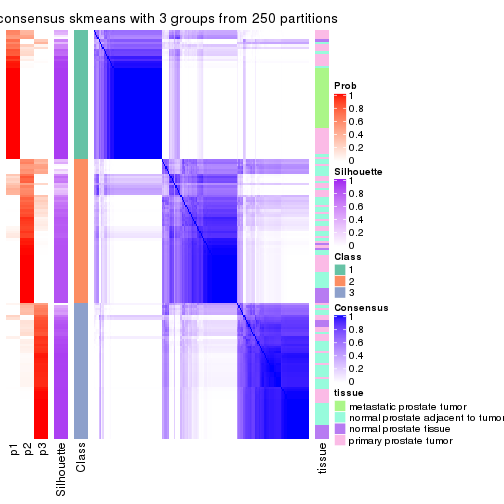 consensus skmeans with 3 groups from 250 partitions
Prob
1
0.8
0.6
0.4
0.2
0
Silhouette
1
0.8
0.6
0.4
0.2
0
Class
1
2
3
Consensus
1
0.8
0.6
0.4
0.2
0
tissue
metastatic prostate tumor
normal prostate adjacent to tumor
normal prostate tissue
primary prostate tumor
p1
p2
p3
Silhouette
Class
tissue